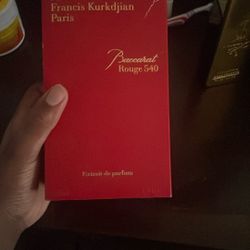 Francis Kurkdjian
Paris
Baccarat
Rouge 540
Extrait de parfum